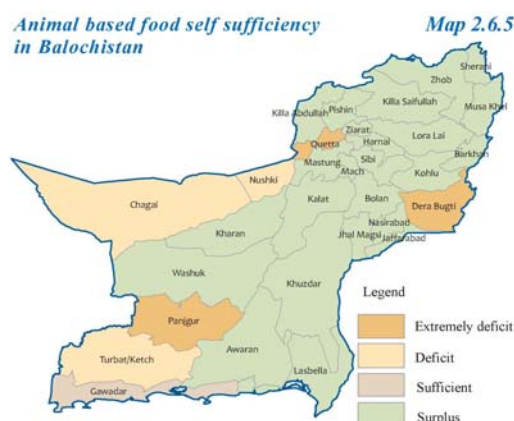 Animal based food self sufficiency
in Balochistan
Map 2.6.5
Sherani
Zhob
Killa Saifullah
Musa Khel
Killa Abdullah
Pishin
Ziarat
Harnai
Lora Lai
Quetta
Barkhan
Mastung
Sibi
Mach
Kohlu
Nushki
Chagai
Kalat
Bolan
Dera Bugti
Nasirabad
Kharan
Jhal Magsi
Jaffarabad
Washuk
Khuzdar
Panjgur
Awaran
Turbat/Ketch
Lasbella
Gawadar
Legend
Extremely deficit
Deficit
Sufficient
Surplus